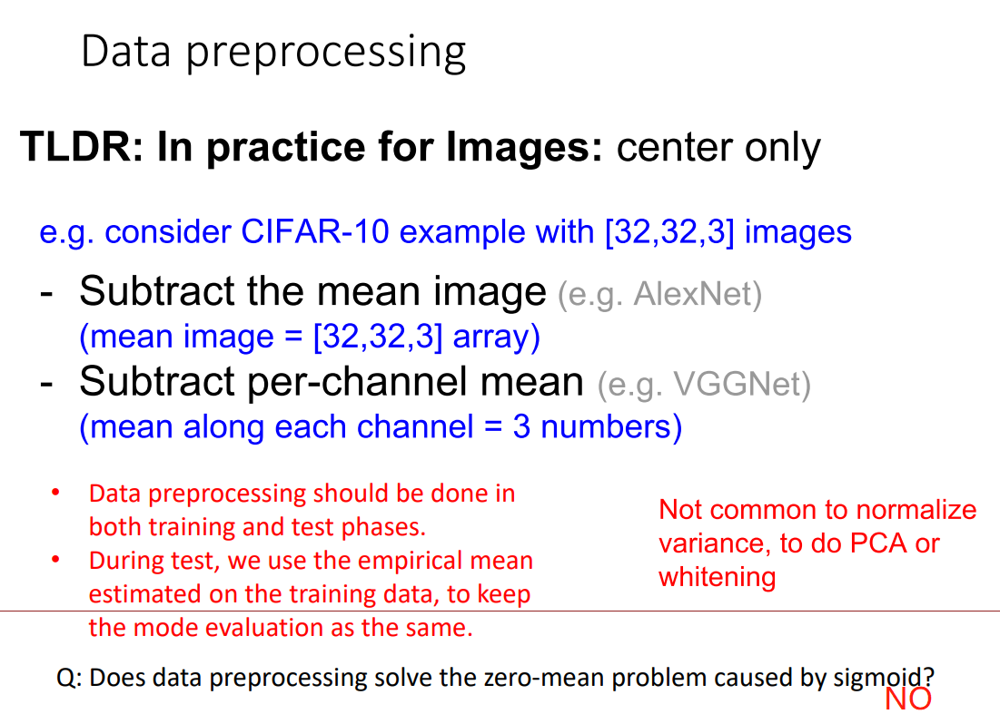 Data preprocessing
TLDR: In practice for Images: center only
e.g. consider CIFAR-10 example with [32,32,3] images
- Subtract the mean image (e.g. AlexNet)
(mean image = [32,32,3] array)
- Subtract per-channel mean (e.g. VGGNet)
(mean along each channel = 3 numbers)
• Data preprocessing should be done in
both training and test phases.
• During test, we use the empirical mean
estimated on the training data, to keep
the mode evaluation as the same.
Not common to normalize
variance, to do PCA or
whitening
Q: Does data preprocessing solve the zero-mean problem caused by sigmoid?
NO